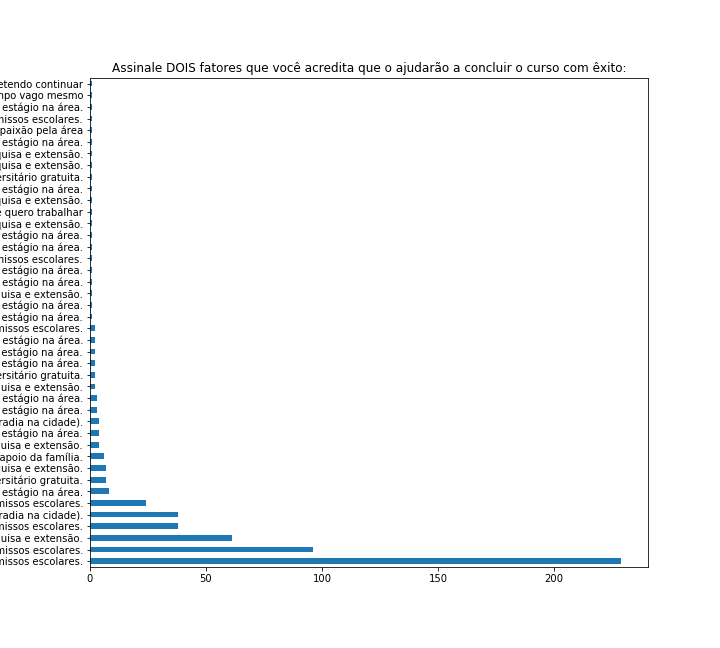 Assinale DOIS fatores que você acredita que o ajudarão a concluir o curso com êxito:
etendo continuar
mpo vago mesmo
estágio na área.
missos escolares.
paixão pela área
estágio na área.
quisa e extensão.
quisa e extensão.
ersitário gratuita.
estágio na área.
quisa e extensão.
e quero trabalhar
quisa e extensão.
estágio na área.
estágio na área.
missos escolares.
estágio na área.
estágio na área.
uisa e extensão.
estágio na área.
estágio na área.
missos escolares.
estágio na área.
estágio na área.
estágio na área.
ersitário gratuita.
uisa e extensão.
estágio na área.
estágio na área.
radia na cidade).
estágio na área.
uisa e extensão.
apoio da família.
quisa e extensão.
ersitário gratuita.
estágio na área.
missos escolares.
radia na cidade).
missos escolares.
quisa e extensão.
missos escolares.
missos escolares.
0 50 100 150 200